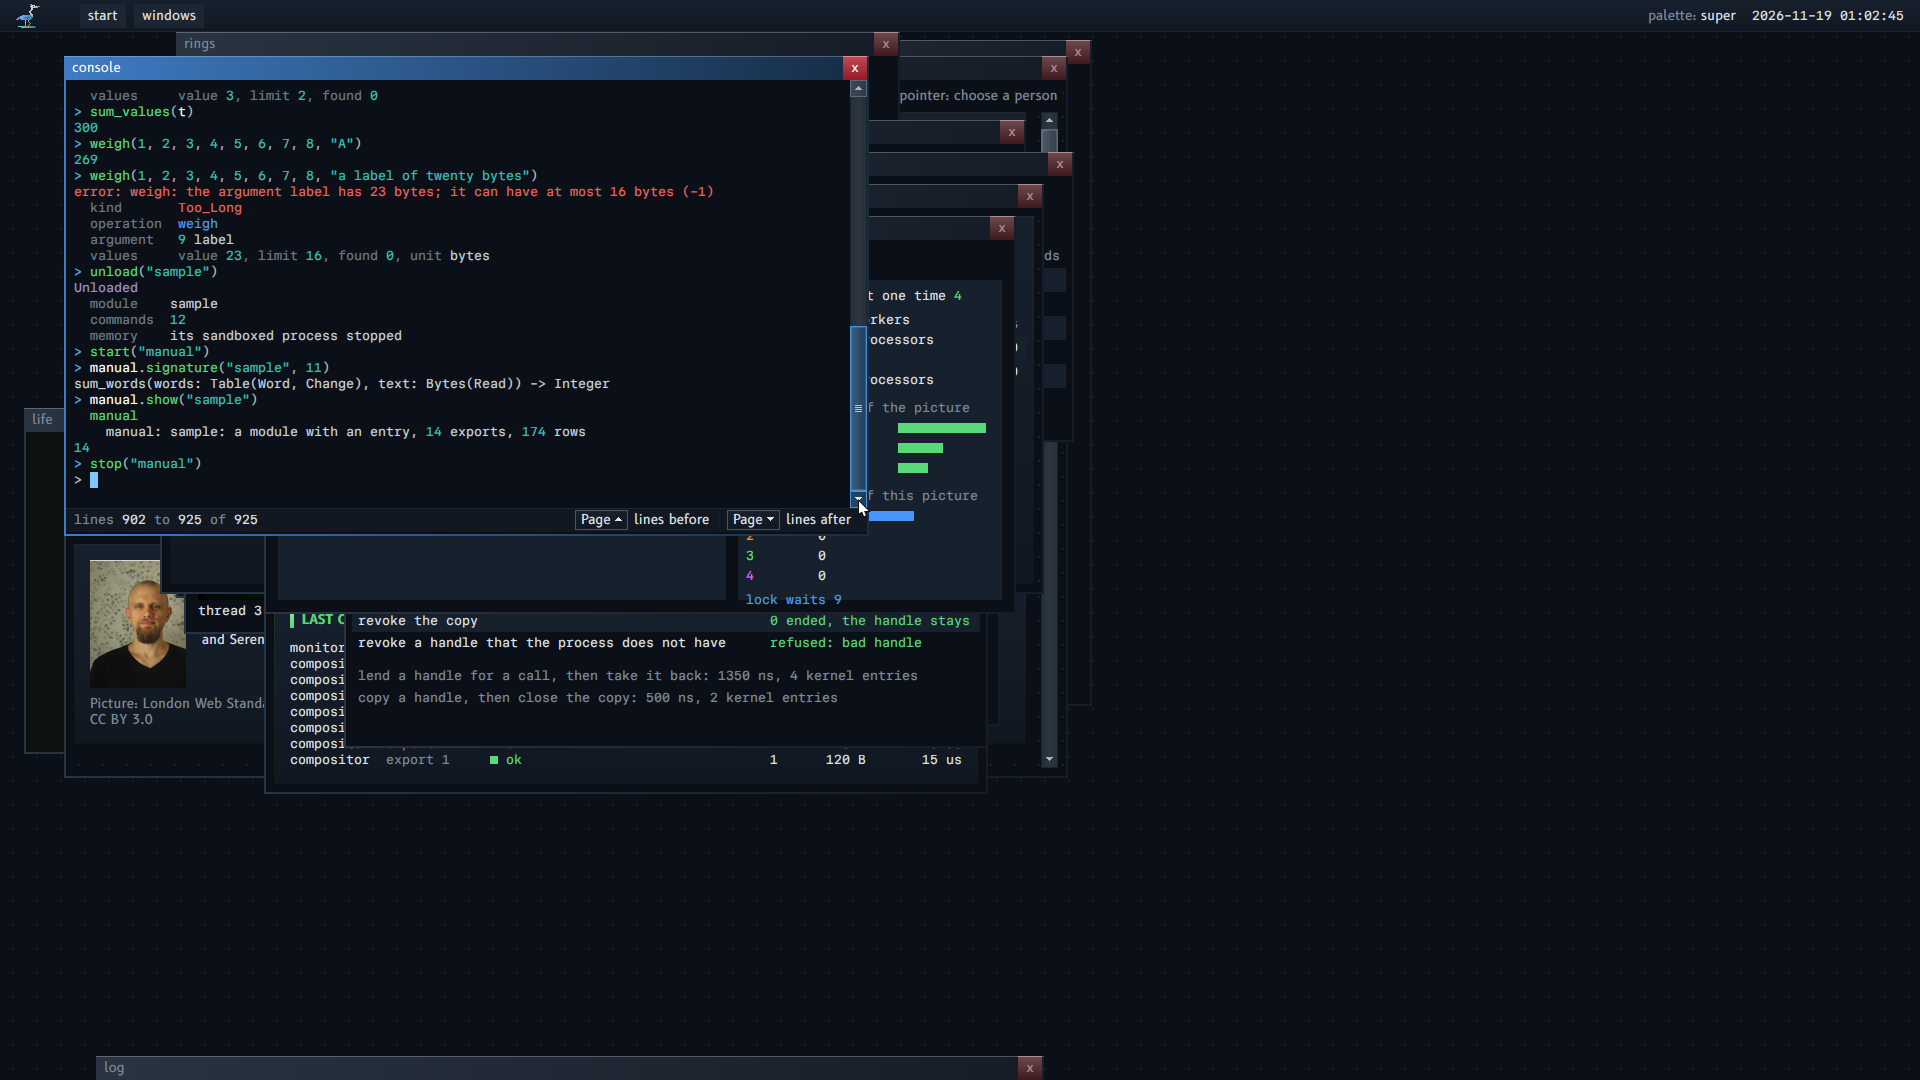 start windows palette: super 2026-11-19 01:02:45
rings x
x
console x
x
values value 3, limit 2, found 0
pointer: choose a person
> sum_values(t)
300
> weigh(1, 2, 3, 4, 5, 6, 7, 8, "A")
x
269
x
> weigh(1, 2, 3, 4, 5, 6, 7, 8, "a label of twenty bytes")
error: weigh: the argument label has 23 bytes; it can have at most 16 bytes (-1)
x
kind Too_Long
operation weigh
x
argument 9 label
values value 23, limit 16, found 0, unit bytes
ds
> unload("sample")
Unloaded
t one time 4
module sample
commands 12
rkers
memory its sandboxed process stopped
ocessors
> start("manual")
> manual.signature("sample", 11)
sum_words(words: Table(Word, Change), text: Bytes(Read)) -> Integer
ocessors
> manual.show("sample")
f the picture
manual
life
manual: sample: a module with an entry, 14 exports, 174 rows
14
> stop("manual")
>
f this picture
lines 902 to 925 of 925 Page lines before Page lines after
2 0
3 0
4 0
lock waits 9
thread 3
and Seren
LAST C
revoke the copy 0 ended, the handle stays
revoke a handle that the process does not have refused: bad handle
monitor
composi
lend a handle for a call, then take it back: 1350 ns, 4 kernel entries
composi
composi
copy a handle, then close the copy: 500 ns, 2 kernel entries
Picture: London Web Standa
CC BY 3.0
composi
composi
composi
compositor export 1 ok 1 120 B 15 us
log x